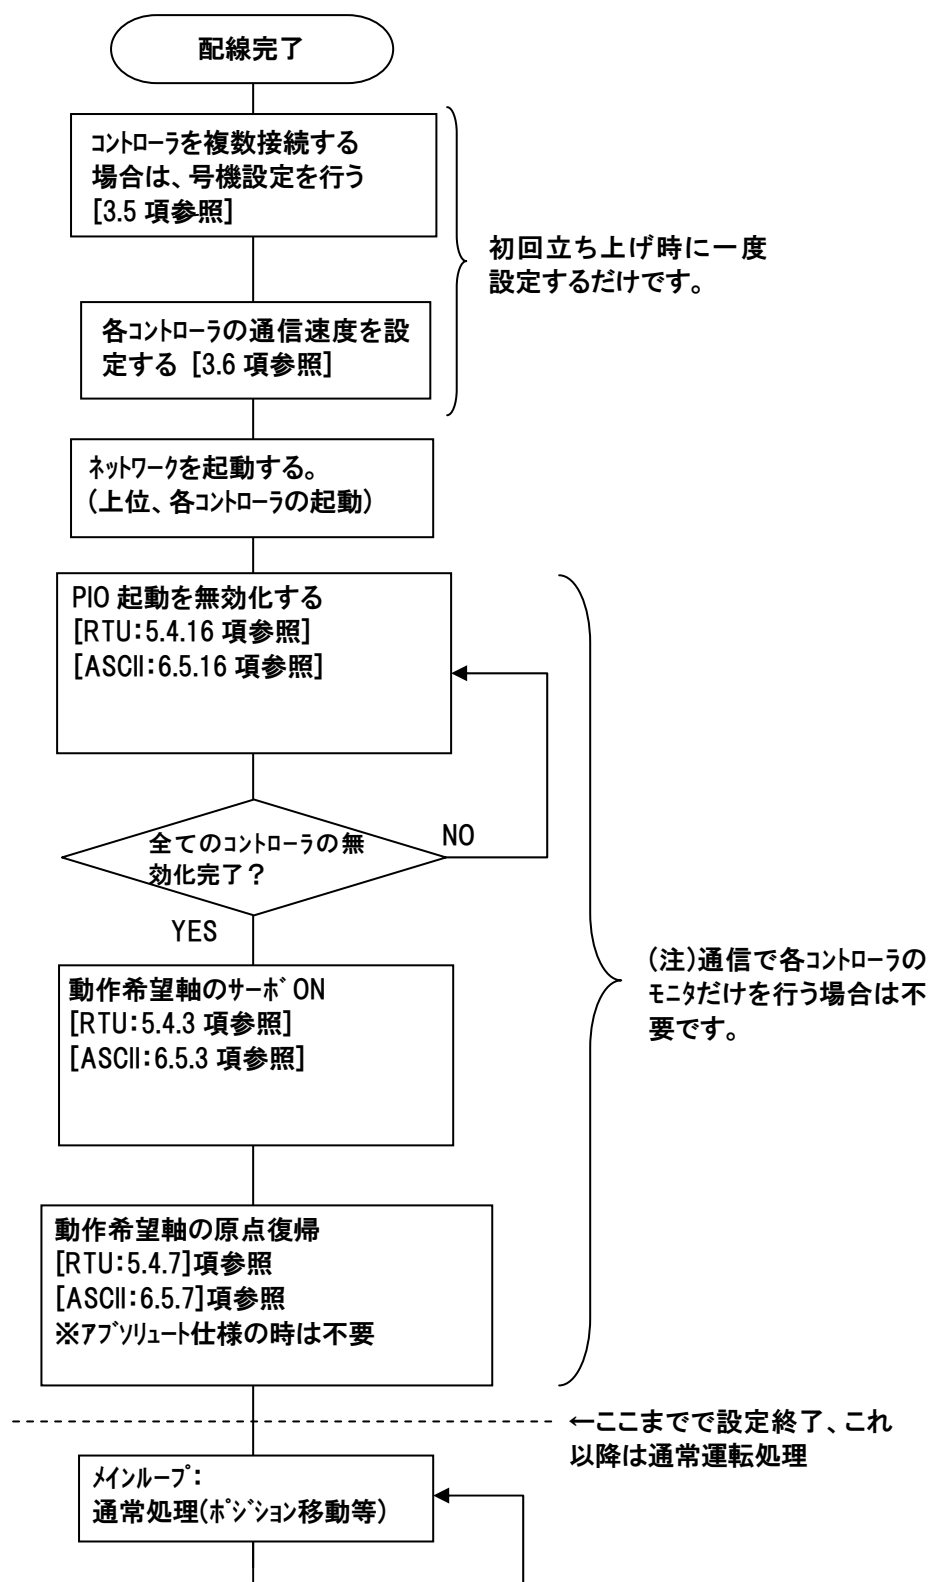 配線完了
コントローラを複数接続する
場合は、号機設定を行う
[3.5 項参照]
初回立ち上げ時に一度
設定するだけです。
各コントローラの通信速度を設
定する [3.6 項参照]
ネットワークを起動する。
(上位、各コントローラの起動)
PIO 起動を無効化する
[RTU:5.4.16 項参照]
[ASCII:6.5.16 項参照]
全てのコントローラの無
効化完了？
NO
YES
(注)通信で各コントローラの
モニタだけを行う場合は不
要です。
動作希望軸のサーボ ON
[RTU:5.4.3 項参照]
[ASCII:6.5.3 項参照]
動作希望軸の原点復帰
[RTU:5.4.7]項参照
[ASCII:6.5.7]項参照
※アブソリュート仕様の時は不要
←ここまでで設定終了、これ
以降は通常運転処理
メインループ:
通常処理(ポジション移動等)